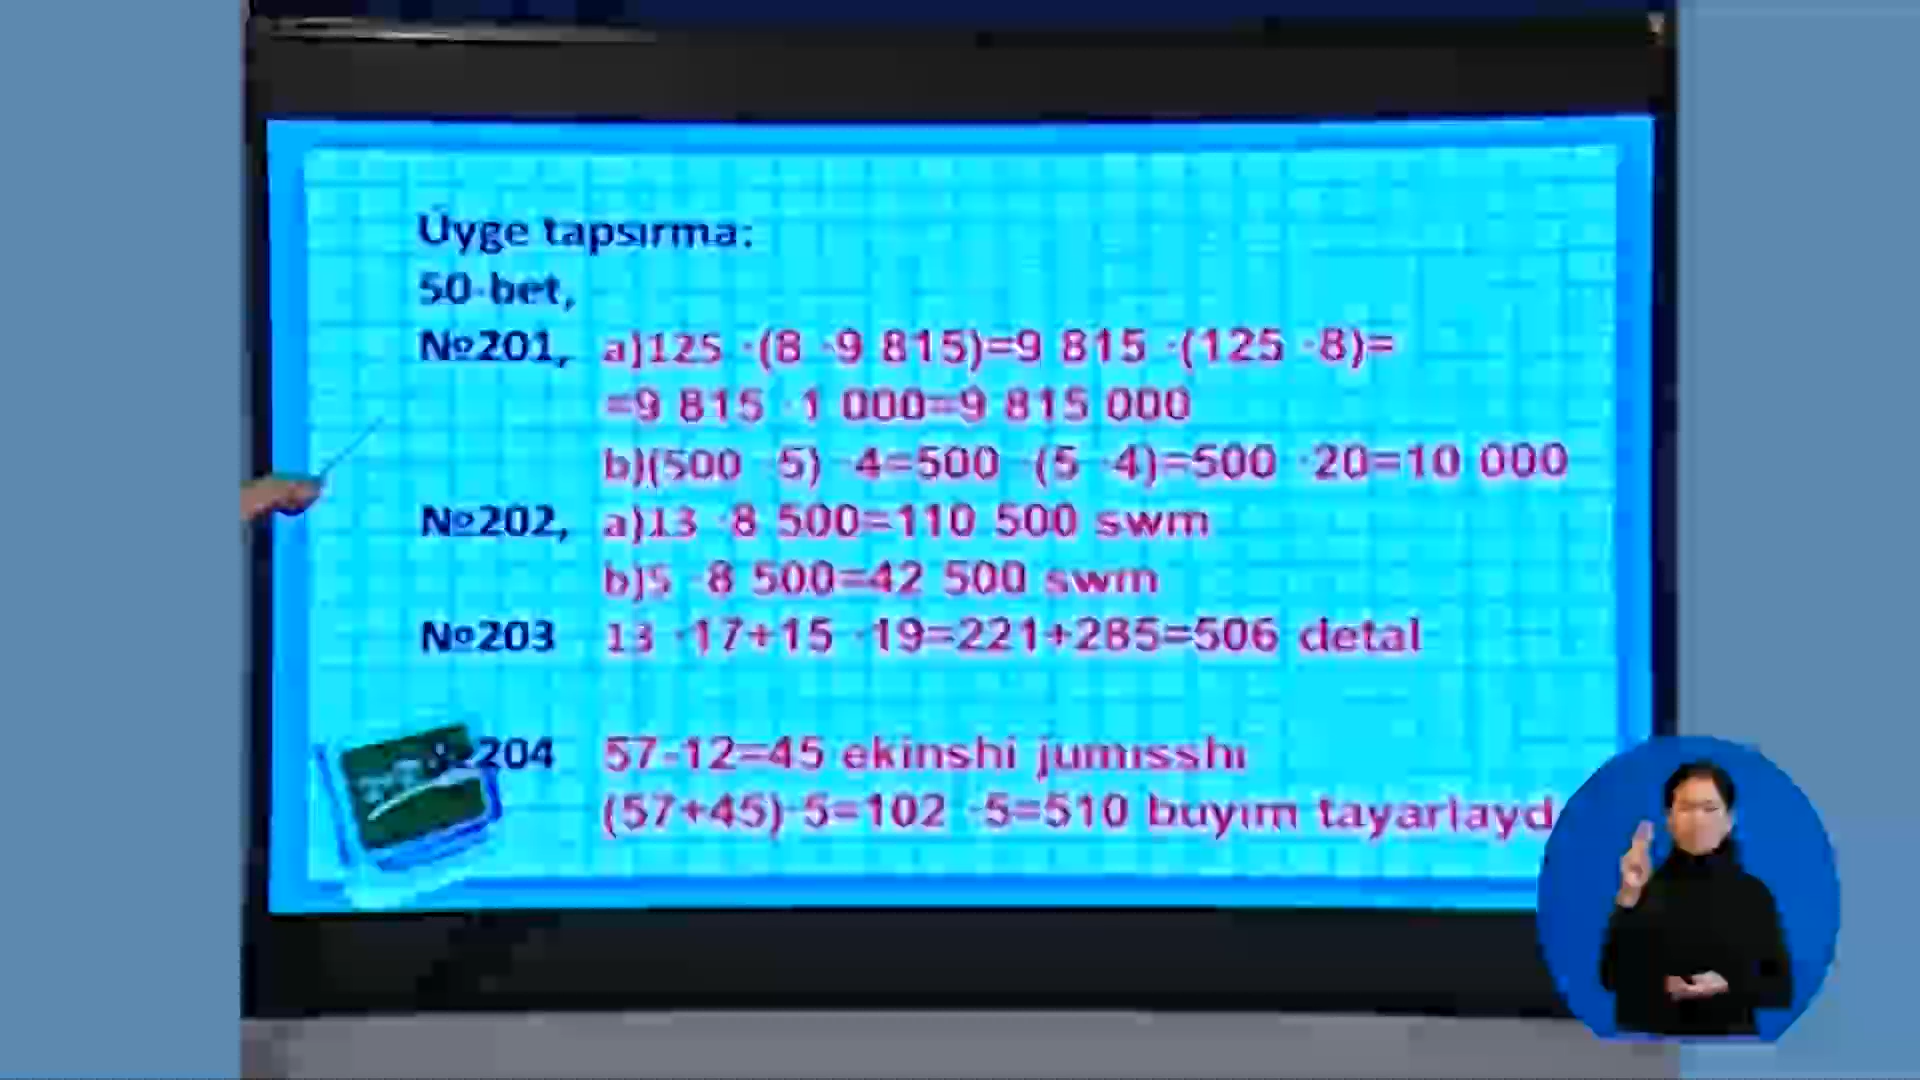 Úyge tapsırma:
50-bet,
№201, a)125 ·(8 ·9 815)=9 815 ·(125 ·8)=
=9 815 ·1 000=9 815 000
b)(500 ·5) ·4=500 ·(5 ·4)=500 ·20=10 000
№202, a)13 ·8 500=110 500 swm
b)5 ·8 500=42 500 swm
№203 13 ·17+15 ·19=221+285=506 detal
204 57-12=45 ekinshi jumısshı
(57+45)·5=102 ·5=510 buyım tayarlayd